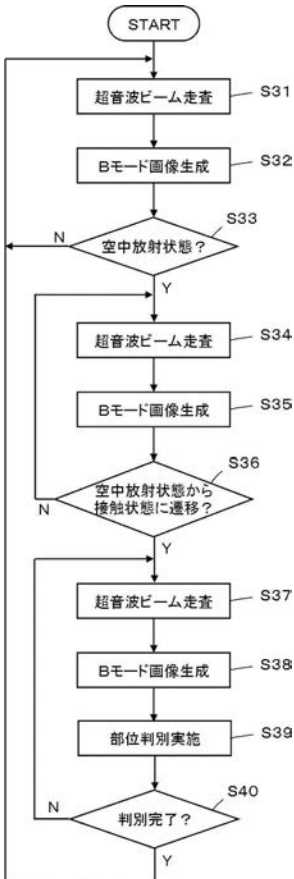 START
超音波ビーム走査
S31
Bモード画像生成
S32
空中放射状態？
S33
N
Y
超音波ビーム走査
S34
Bモード画像生成
S35
空中放射状態から
接触状態に遷移？
S36
N
Y
超音波ビーム走査
S37
Bモード画像生成
S38
部位判別実施
S39
判別完了？
S40
N
Y